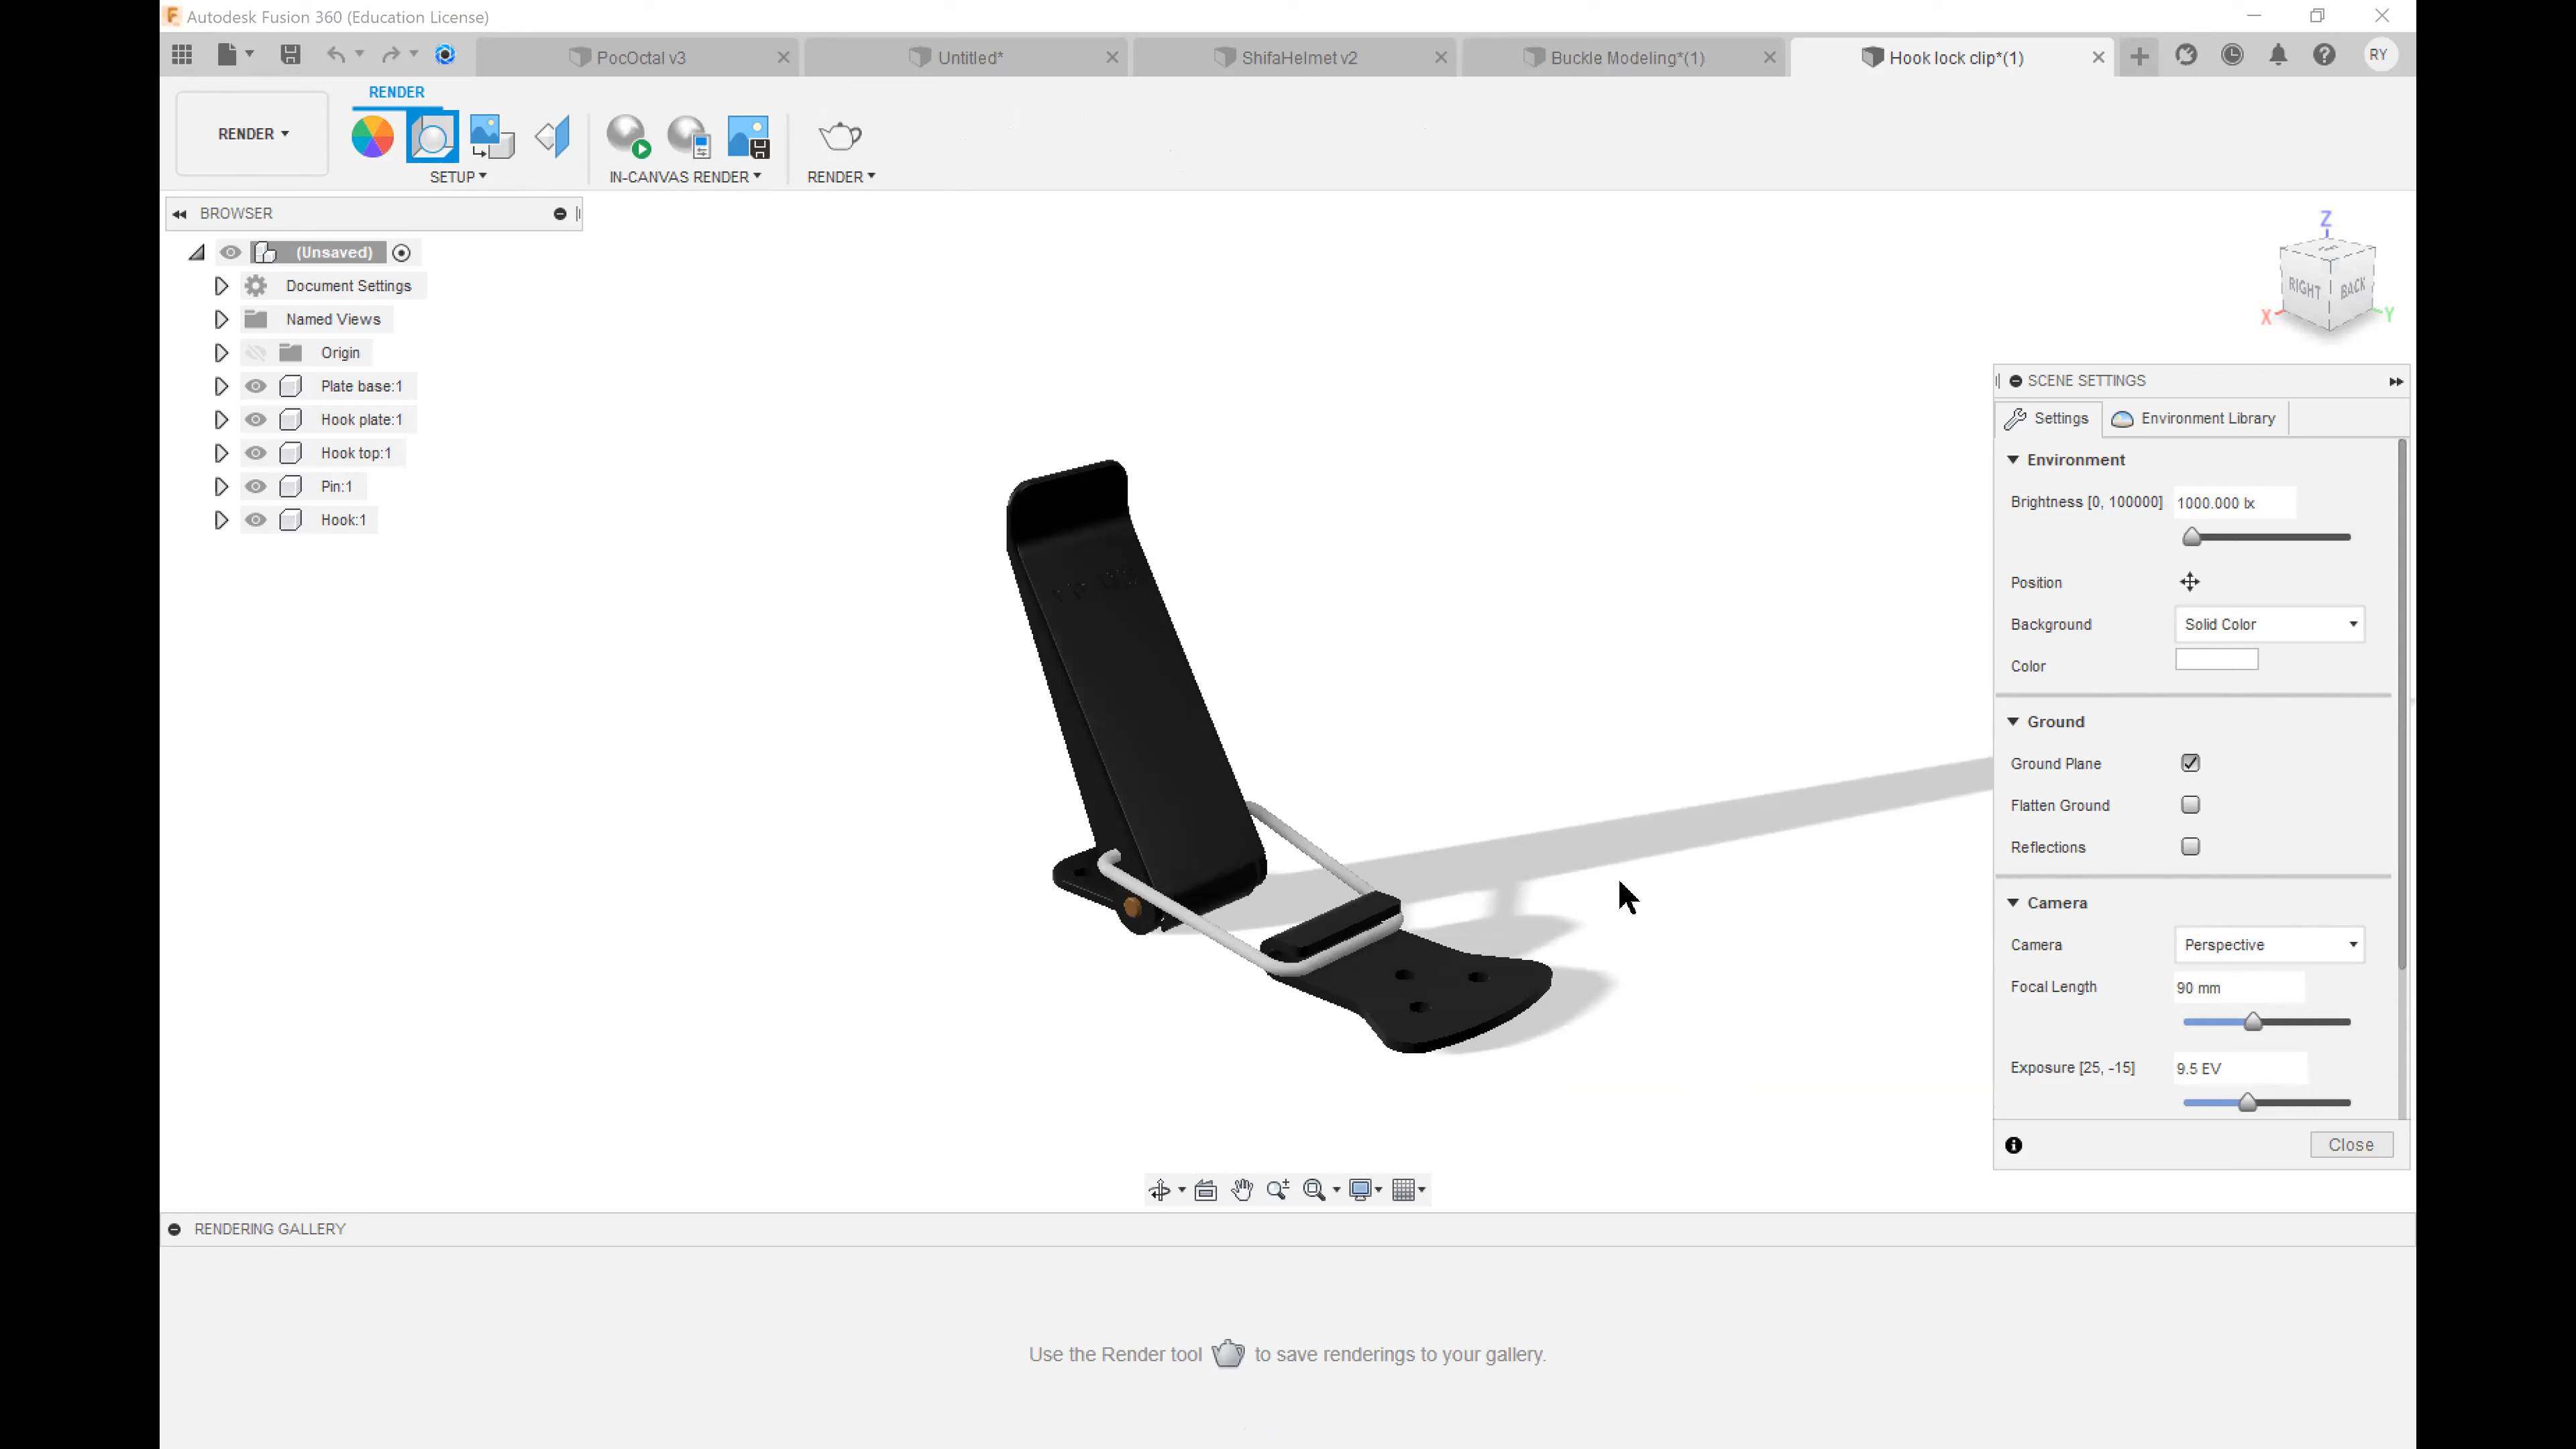 Autodesk Fusion 360 (Education License)
PocOctal v3
Untitled*
ShifaHelmet v2
Buckle Modeling*(1)
Hook lock clip*(1)
RY
RENDER
RENDER
SETUP
IN-CANVAS RENDER
RENDER
BROWSER
(Unsaved)
Document Settings
Named Views
Origin
Plate base:1
Hook plate:1
Hook top:1
Pin:1
Hook:1
Z
RIGHT
BACK
X
Y
SCENE SETTINGS
Settings
Environment Library
Environment
Brightness [0, 100000] 1000.000 lx
Position
Background Solid Color
Color
Ground
Ground Plane
Flatten Ground
Reflections
Camera
Camera Perspective
Focal Length 90 mm
Exposure [25, -15] 9.5 EV
Close
RENDERING GALLERY
Use the Render tool to save renderings to your gallery.